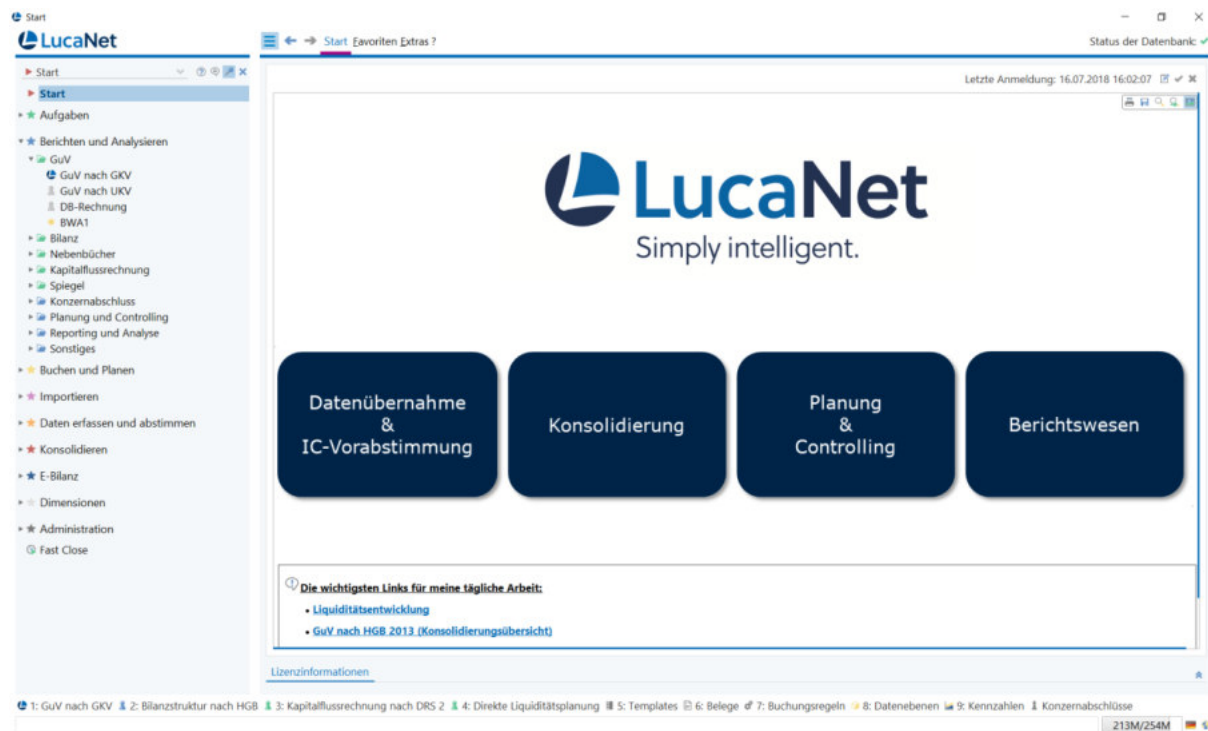 Start
LucaNet
Start Favoriten Extras ?
Status der Datenbank:
Start
Start
Aufgaben
Berichten und Analysieren
GuV
GuV nach GKV
GuV nach UKV
DB-Rechnung
BWA1
Bilanz
Nebenbücher
Kapitalflussrechnung
Spiegel
Konzernabschluss
Planung und Controlling
Reporting und Analyse
Sonstiges
Buchen und Planen
Importieren
Daten erfassen und abstimmen
Konsolidieren
E-Bilanz
Dimensionen
Administration
Fast Close
Letzte Anmeldung: 16.07.2018 16:02:07
LucaNet
Simply intelligent.
Datenübernahme
&
IC-Vorabstimmung
Konsolidierung
Planung
&
Controlling
Berichtswesen
Die wichtigsten Links für meine tägliche Arbeit:
• Liquiditätsentwicklung
• GuV nach HGB 2013 (Konsolidierungsübersicht)
Lizenzinformationen
1: GuV nach GKV 2: Bilanzstruktur nach HGB 3: Kapitalflussrechnung nach DRS 2 4: Direkte Liquiditätsplanung 5: Templates 6: Belege 7: Buchungsregeln 8: Datenebenen 9: Kennzahlen Konzernabschlüsse
213M/254M